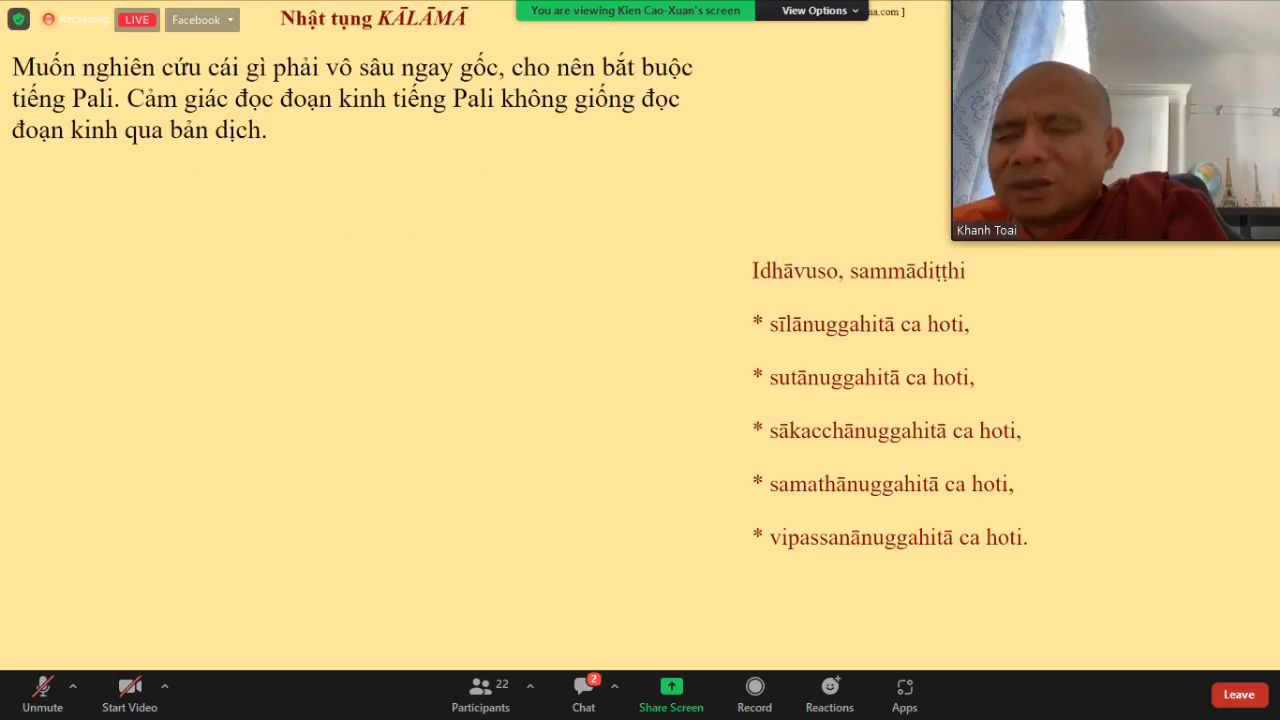 Recording
LIVE
Facebook
Nhật tụng KĀLĀMĀ
You are viewing Kien Cao-Xuan's screen
View Options
na.com ]
Muốn nghiên cứu cái gì phải vô sâu ngay gốc, cho nên bắt buộc
tiếng Pali. Cảm giác đọc đoạn kinh tiếng Pali không giống đọc
đoạn kinh qua bản dịch.
Khanh Toai
Idhāvuso, sammādiṭṭhi
* sīlānuggahitā ca hoti,
* sutānuggahitā ca hoti,
* sākacchānuggahitā ca hoti,
* samathānuggahitā ca hoti,
* vipassanānuggahitā ca hoti.
22
2
Unmute
Start Video
Participants
Chat
Share Screen
Record
Reactions
Apps
Leave